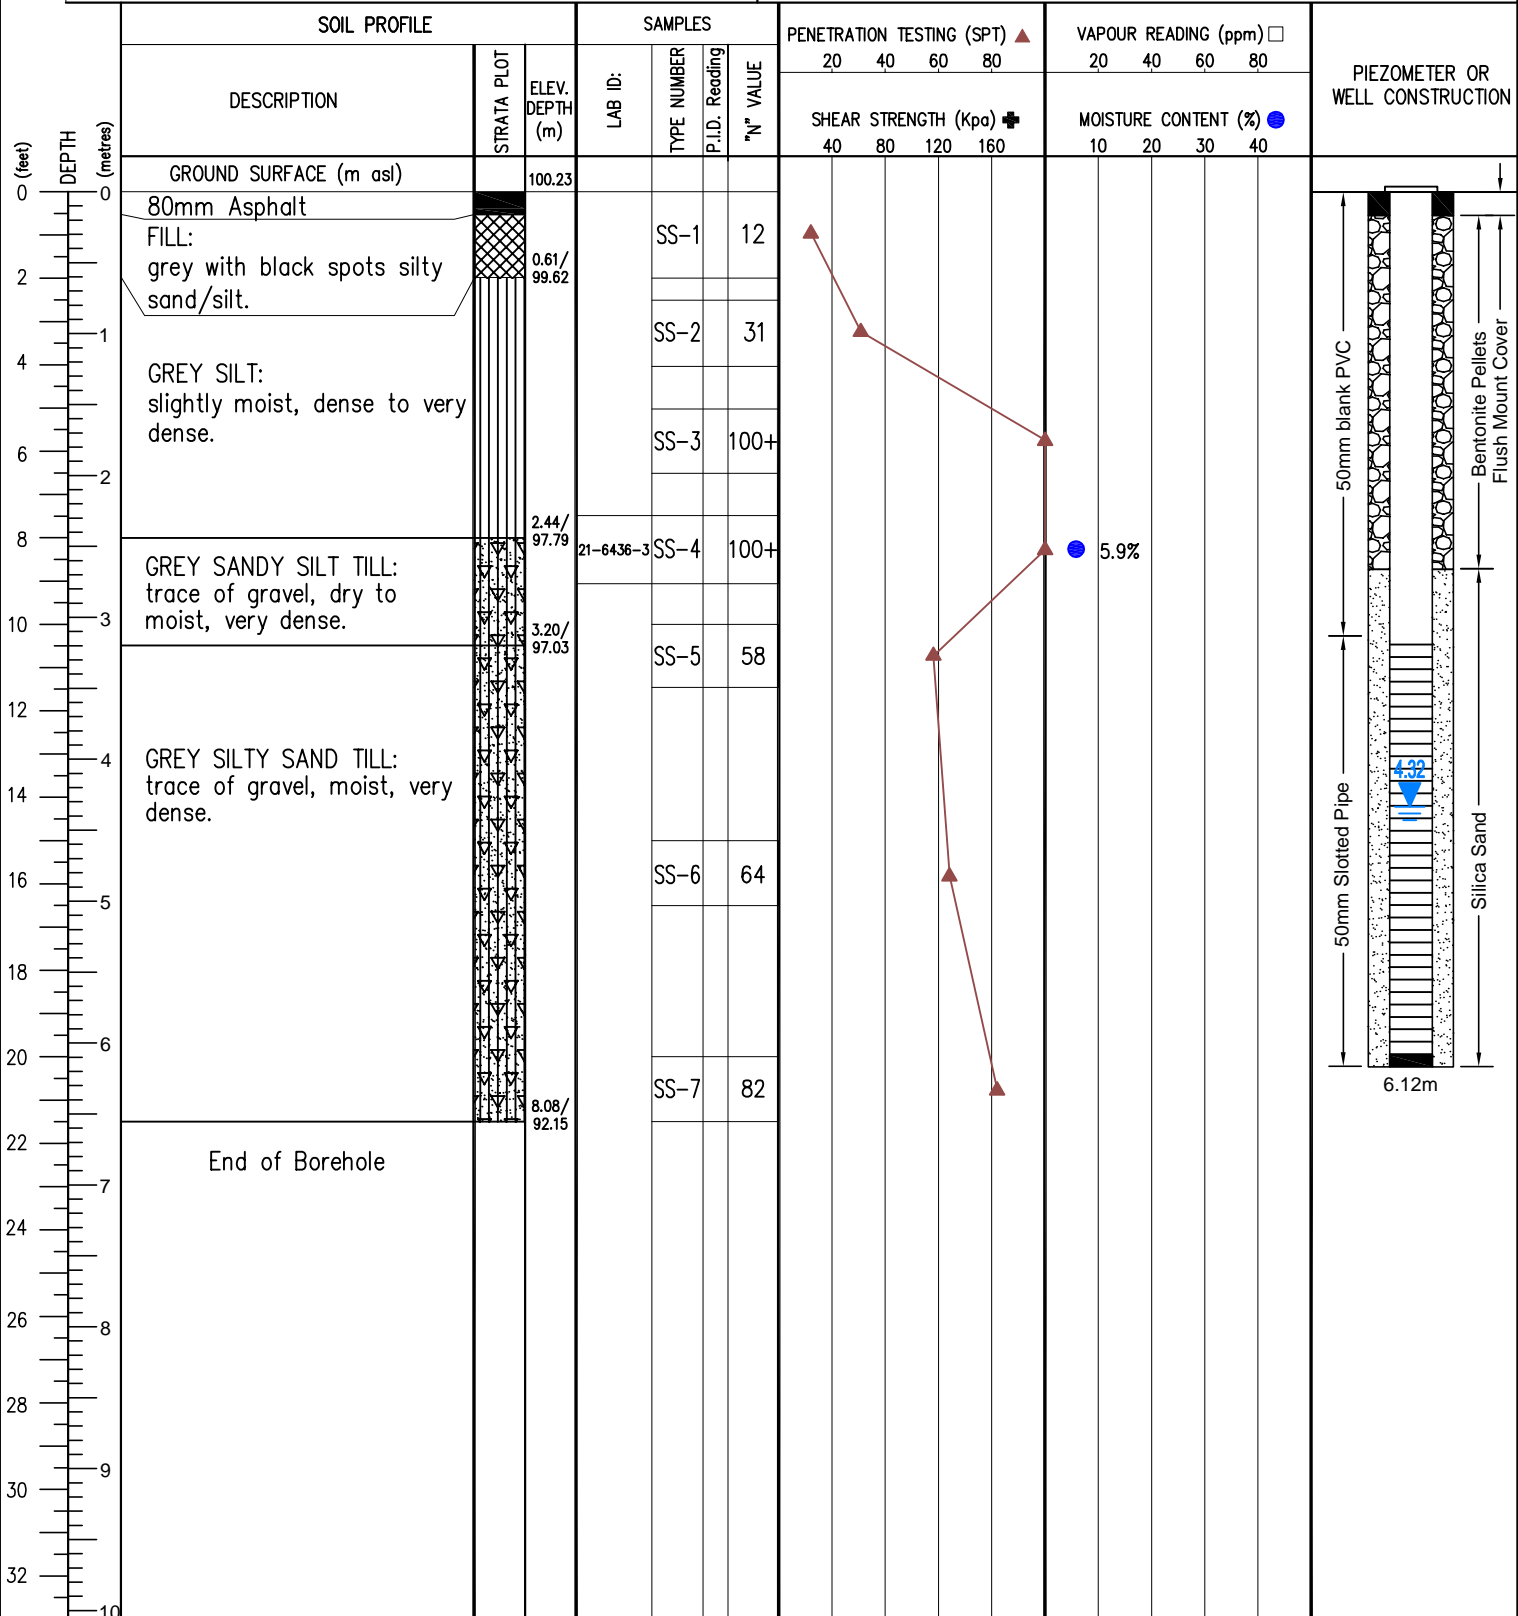 SOIL PROFILE
SAMPLES
PENETRATION TESTING (SPT)
20 40 60 80
SHEAR STRENGTH (Kpa)
40 80 120 160
VAPOUR READING (ppm)
20 40 60 80
MOISTURE CONTENT (%)
10 20 30 40
PIEZOMETER OR
WELL CONSTRUCTION
(feet)
DEPTH
(metres)
DESCRIPTION
STRATA PLOT
ELEV.
DEPTH
(m)
LAB ID:
TYPE NUMBER
P.I.D. Reading
"N" VALUE
GROUND SURFACE (m asl)
100.23
80mm Asphalt
FILL:
grey with black spots silty
sand/silt.
0.61/
99.62
SS-1 12
SS-2 31
GREY SILT:
slightly moist, dense to very
dense.
SS-3 100+
2.44/
97.79
21-6436-3 SS-4 100+
5.9%
GREY SANDY SILT TILL:
trace of gravel, dry to
moist, very dense.
3.20/
97.03
SS-5 58
GREY SILTY SAND TILL:
trace of gravel, moist, very
dense.
SS-6 64
SS-7 82
8.08/
92.15
End of Borehole
0
2
4
6
8
10
12
14
16
18
20
22
24
26
28
30
32
0
1
2
3
4
5
6
7
8
9
10
50mm blank PVC
50mm Slotted Pipe
Bentonite Pellets
Flush Mount Cover
Silica Sand
4.32
6.12m